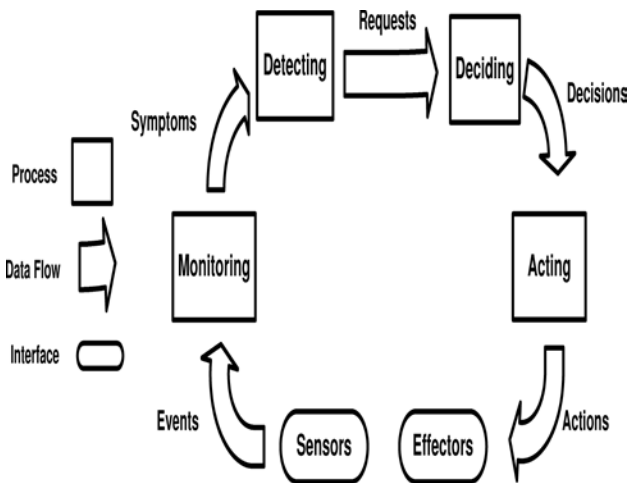 Requests
Detecting
Deciding
Decisions
Symptoms
Process
Monitoring
Acting
Data Flow
Interface
Events
Sensors
Effectors
Actions